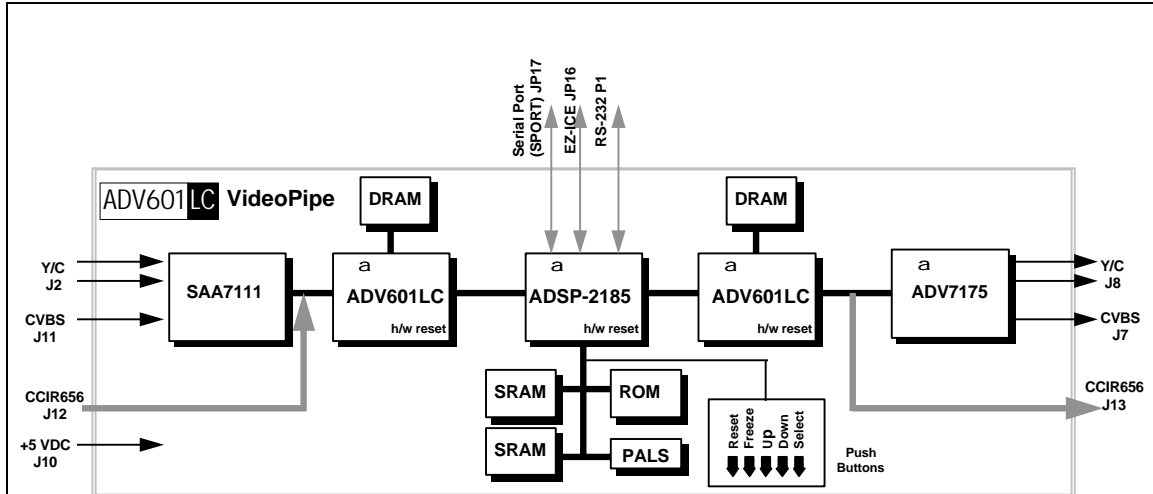 Serial Port
(SPORT) JP17
EZ-ICE JP16
RS-232 P1
ADV601LC VideoPipe
DRAM
DRAM
Y/C
J2
CVBS
J11
CCIR656
J12
+5 VDC
J10
SAA7111
a
ADV601LC
h/w reset
a
ADSP-2185
h/w reset
a
ADV601LC
h/w reset
a
ADV7175
Y/C
J8
CVBS
J7
CCIR656
J13
SRAM
ROM
SRAM
PALS
Reset
Freeze
Up
Down
Select
Push
Buttons